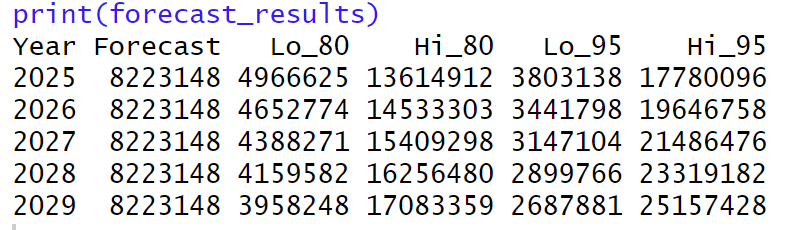 print(forecast_results)
Year Forecast Lo_80 Hi_80 Lo_95 Hi_95
2025 8223148 4966625 13614912 3803138 17780096
2026 8223148 4652774 14533303 3441798 19646758
2027 8223148 4388271 15409298 3147104 21486476
2028 8223148 4159582 16256480 2899766 23319182
2029 8223148 3958248 17083359 2687881 25157428